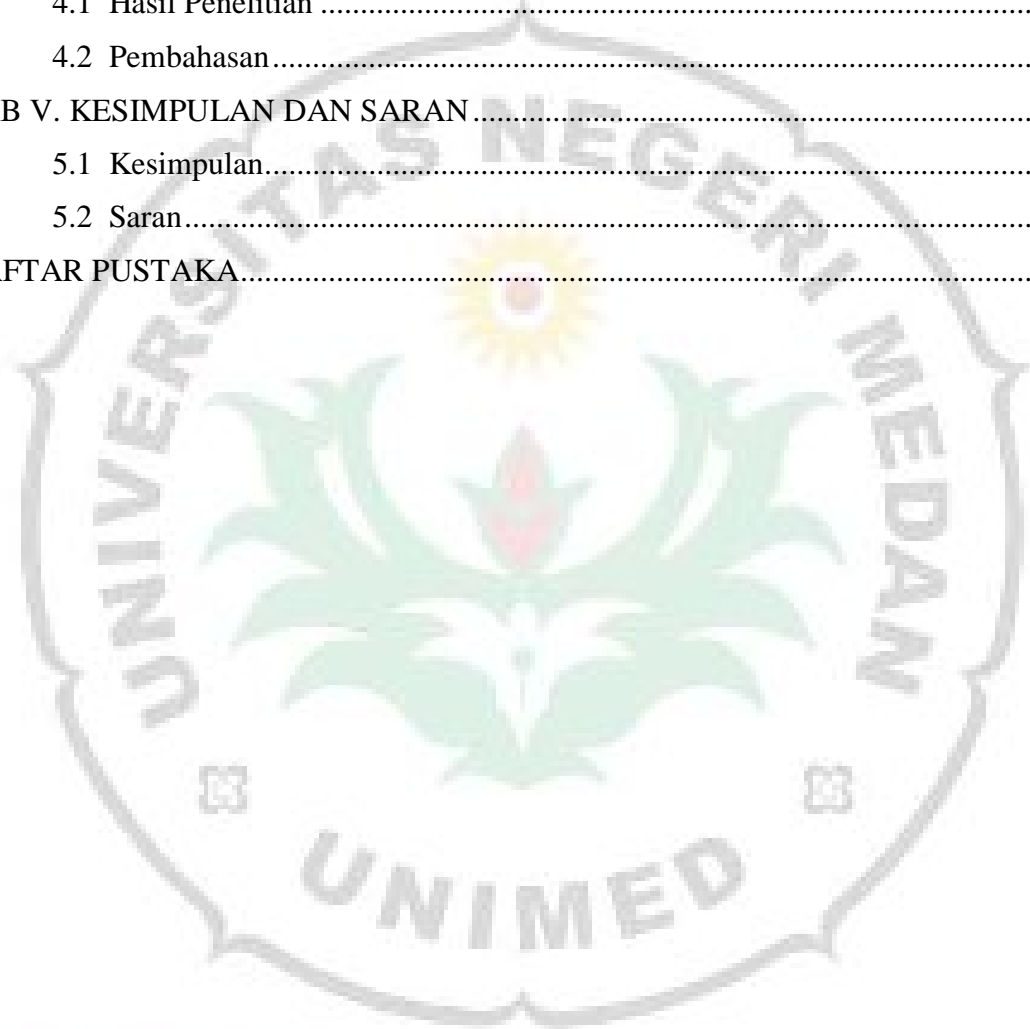 4.1 Hasil Penelitian ..........................................................................................
4.2 Pembahasan................................................................................................
B V. KESIMPULAN DAN SARAN ......................................................................
5.1 Kesimpulan.................................................................................................
5.2 Saran...........................................................................................................
AFTAR PUSTAKA...................................................................................................
UNIVERSITAS NEGERI MEDAN
UNIMED